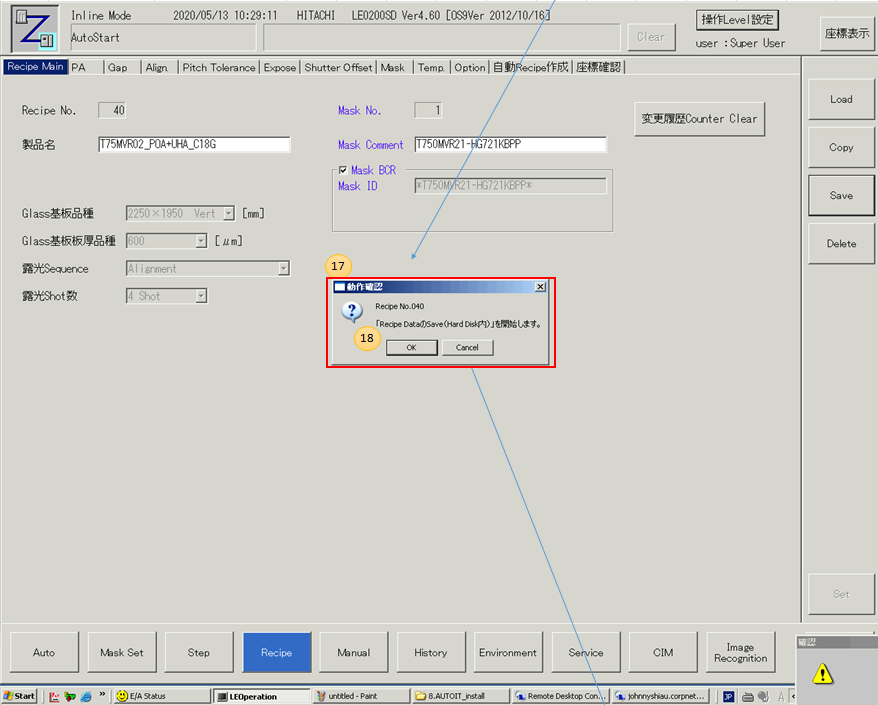 Inline Mode 2020/05/13 10:29:11 HITACHI LE0200SD Ver4.60 [OS9Ver 2012/10/16]
操作Level設定
座標表示
AutoStart
Clear
user : Super User
Recipe Main PA Gap Align Pitch Tolerance Expose Shutter Offset Mask Temp. Option 自動Recipe作成 座標確認
Load
Recipe No. 40
Mask No. 1
変更履歴Counter Clear
製品名 T75MVR02_POA+UHA_C18G
Mask Comment T750MVR21-HG721KBPP
Copy
Mask BCR
Mask ID *T750MVR21-HG721KBPP*
Save
Glass基板品種 2250×1950 Vert [mm]
Glass基板板厚品種 600 [μm]
Delete
露光Sequence Alignment
露光Shot数 4 Shot
17
動作確認
Recipe No.040
「Recipe DataのSave(Hard Disk内)」を開始します。
18
OK Cancel
Set
Auto Mask Set Step Recipe Manual History Environment Service CIM Image Recognition
確認
Start » E/A Status LEOperation untitled - Paint 8.AUTOIT_install Remote Desktop Con... johnnyshiau.corpnet... JP A <